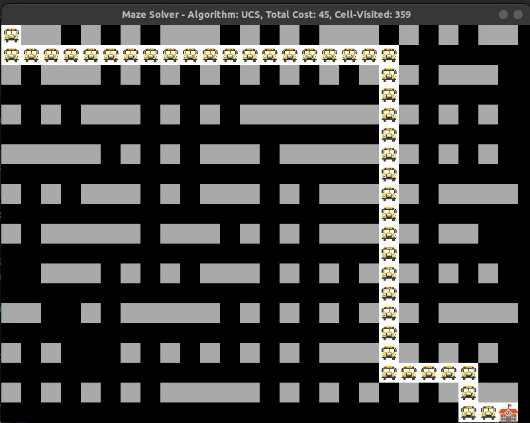 Maze Solver - Algorithm: UCS, Total Cost: 45, Cell-Visited: 359